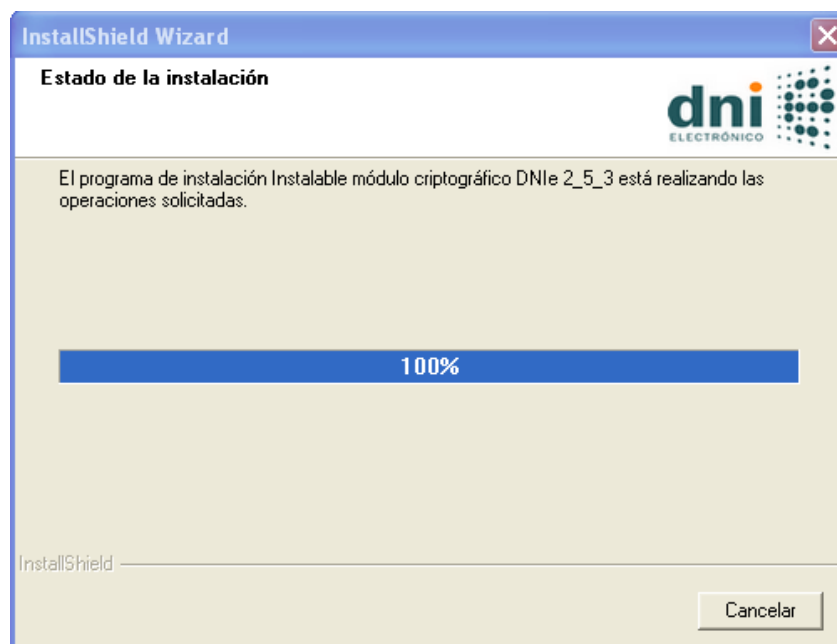 InstallShield Wizard
Estado de la instalación
dni
ELECTRÓNICO
El programa de instalación Instalable módulo criptográfico DNIe 2_5_3 está realizando las
operaciones solicitadas.
100%
InstallShield
Cancelar